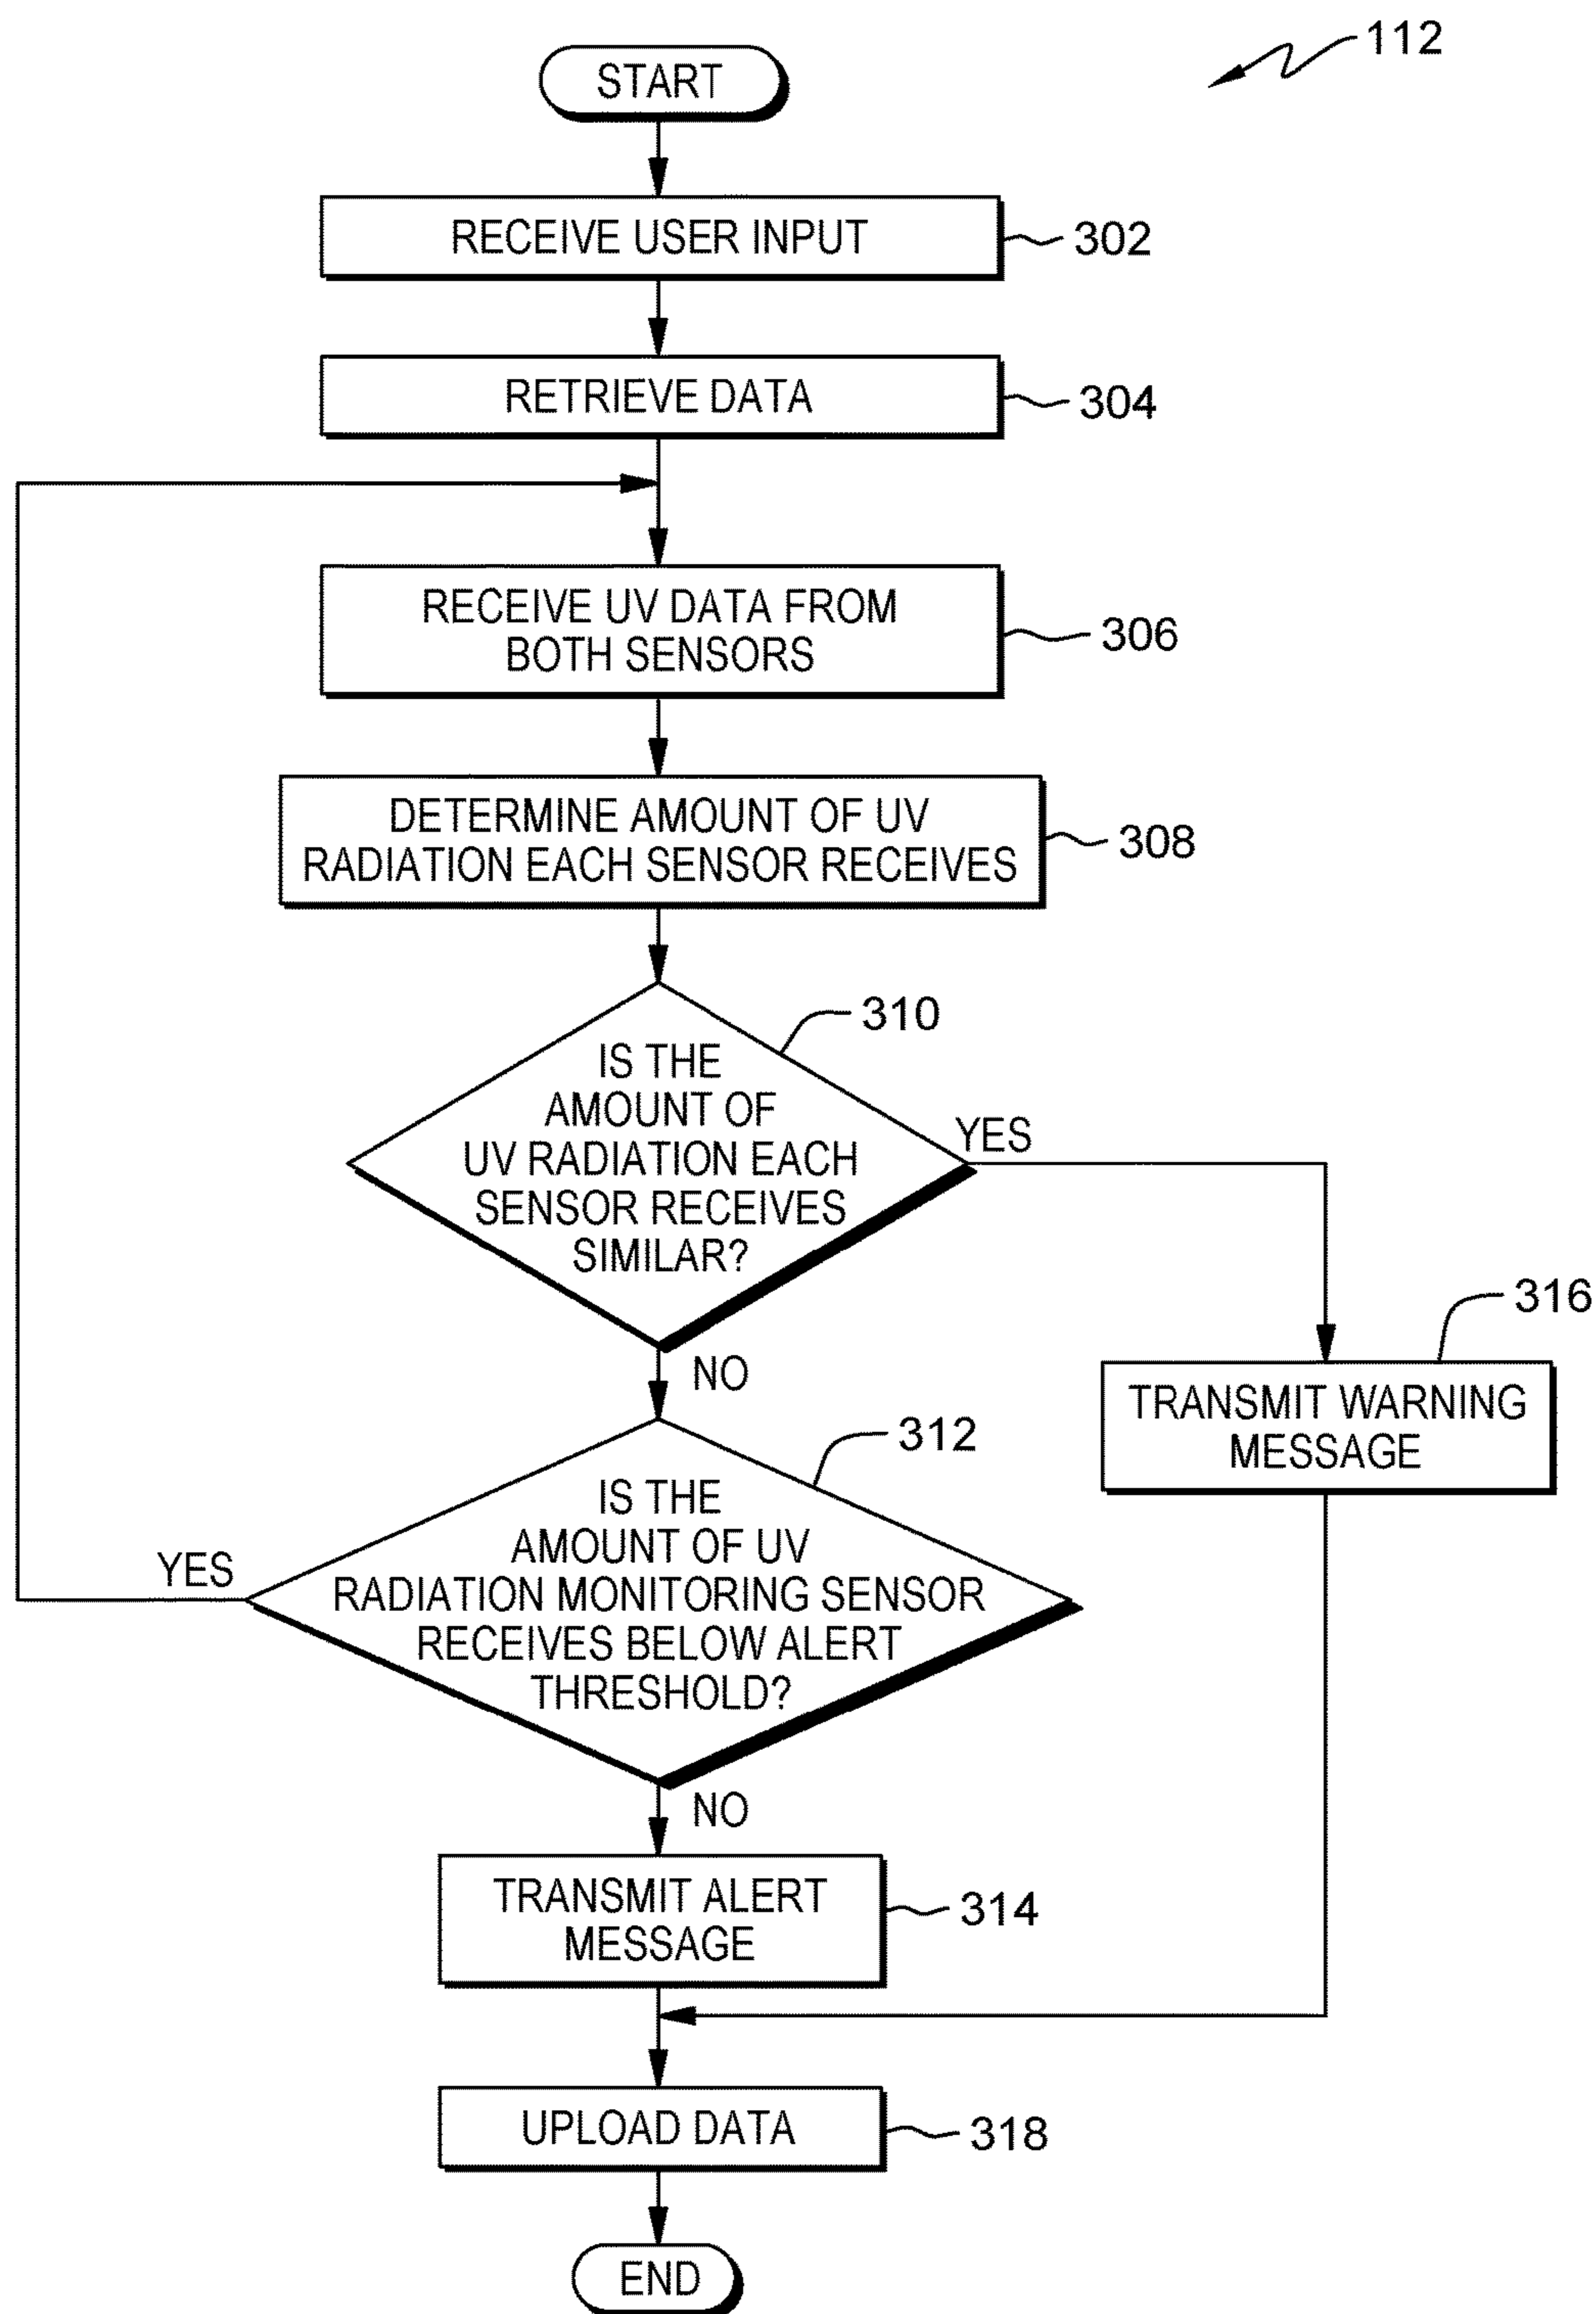 112
START
RECEIVE USER INPUT
302
RETRIEVE DATA
304
RECEIVE UV DATA FROM
BOTH SENSORS
306
DETERMINE AMOUNT OF UV
RADIATION EACH SENSOR RECEIVES
308
310
IS THE
AMOUNT OF
UV RADIATION EACH
SENSOR RECEIVES
SIMILAR?
YES
NO
316
TRANSMIT WARNING
MESSAGE
312
IS THE
AMOUNT OF UV
RADIATION MONITORING SENSOR
RECEIVES BELOW ALERT
THRESHOLD?
YES
NO
TRANSMIT ALERT
MESSAGE
314
UPLOAD DATA
318
END